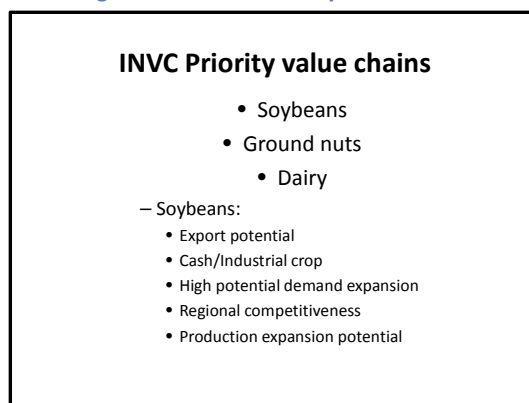 INVC Priority value chains
• Soybeans
• Ground nuts
• Dairy
– Soybeans:
• Export potential
• Cash/Industrial crop
• High potential demand expansion
• Regional competitiveness
• Production expansion potential